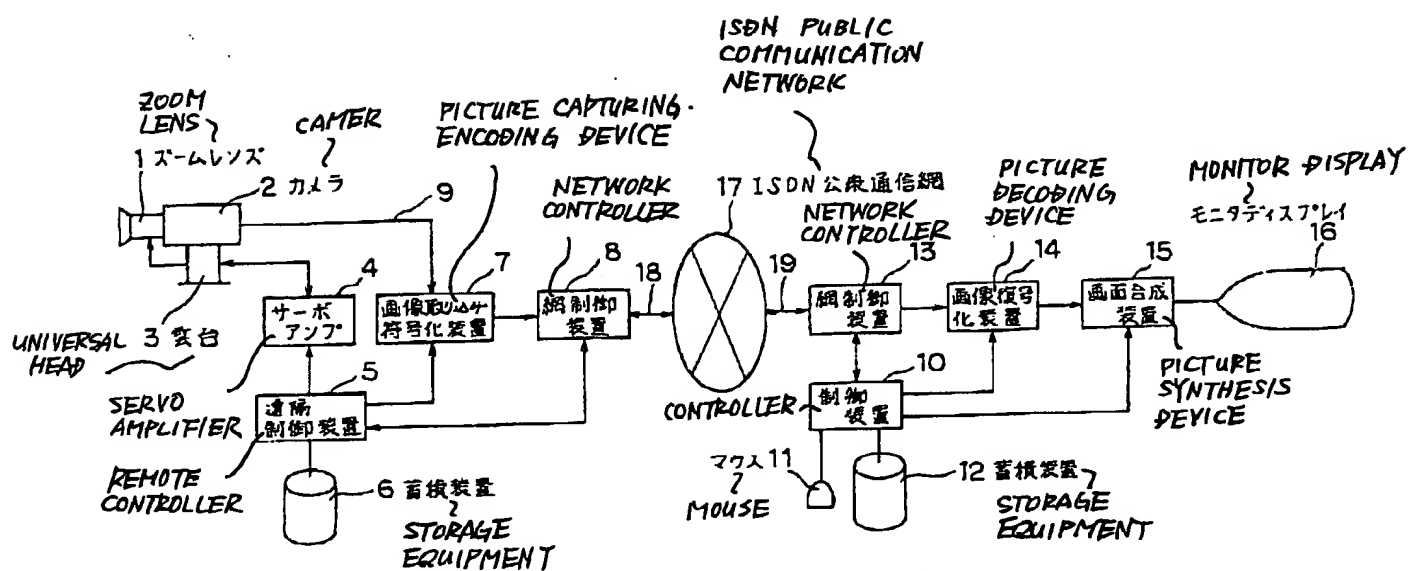 ISDN PUBLIC
COMMUNICATION
NETWORK
ZOOM
LENS
CAMER
PICTURE CAPTURING·
ENCODING DEVICE
1 ズームレンズ
2 カメラ
9
NETWORK
CONTROLLER
17 ISDN 公衆通信網
NETWORK
CONTROLLER
PICTURE
DECODING
DEVICE
MONITOR DISPLAY
モニタディスプレイ
16
4
7
8
18
19
13
14
15
サーボ
アンプ
画像取り込み
符号化装置
網制御
装置
網制御
装置
画像復号
化装置
画面合成
装置
UNIVERSAL
HEAD
3 雲台
SERVO
AMPLIFIER
5
遠隔
制御装置
REMOTE
CONTROLLER
10
制御
装置
CONTROLLER
PICTURE
SYNTHESIS
DEVICE
マウス 11
MOUSE
6 蓄積装置
STORAGE
EQUIPMENT
12 蓄積装置
STORAGE
EQUIPMENT